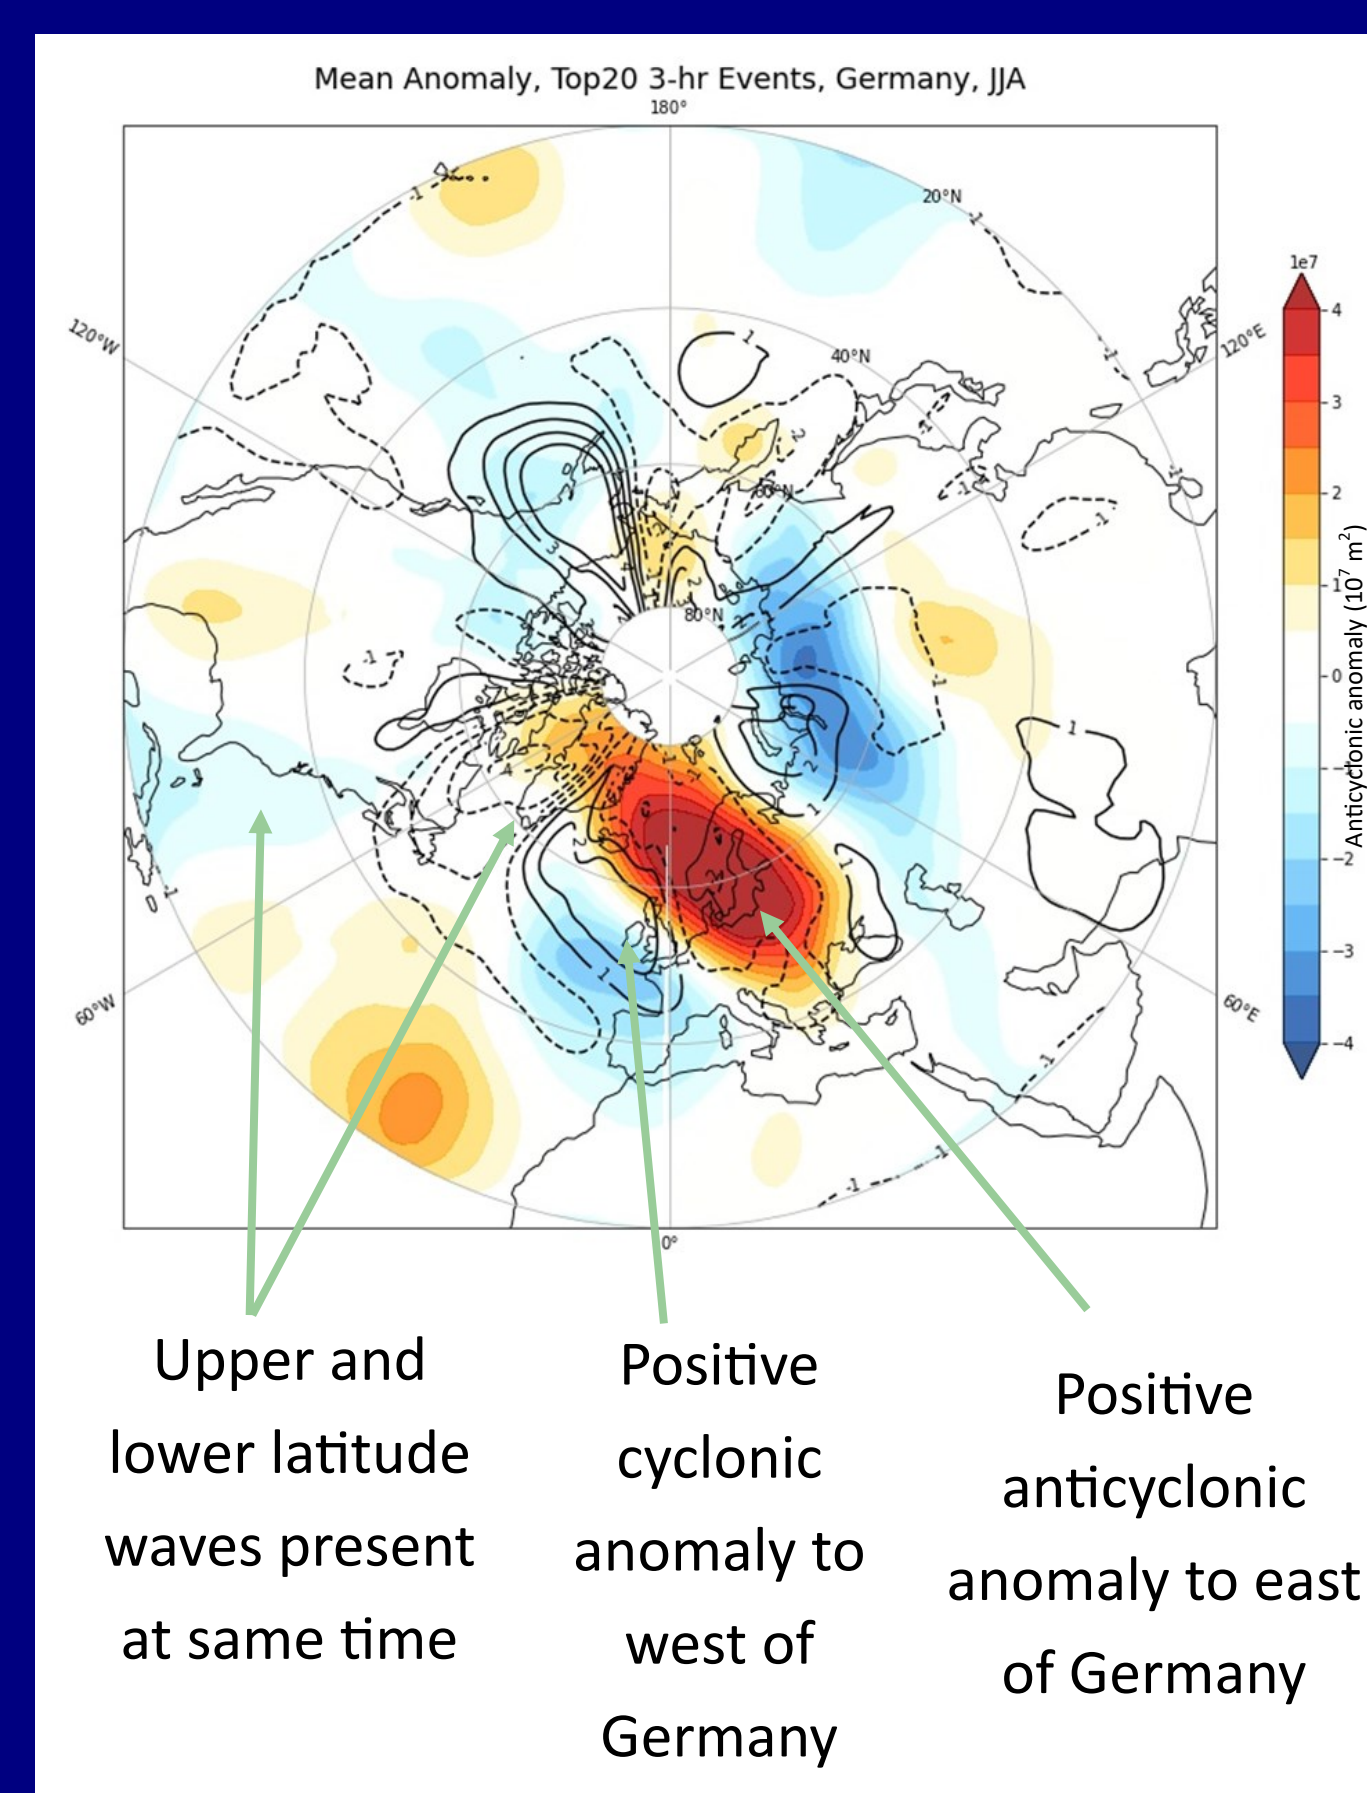 Mean Anomaly, Top20 3-hr Events, Germany, JJA
180°
20°N
120°W
120°E
40°N
60°N
80°N
60°W
60°E
0°
1e7
4
3
2
1
0
−2
−3
−4
Anticyclonic anomaly (10⁷ m²)
Upper and
lower latitude
waves present
at same time
Positive
cyclonic
anomaly to
west of
Germany
Positive
anticyclonic
anomaly to east
of Germany